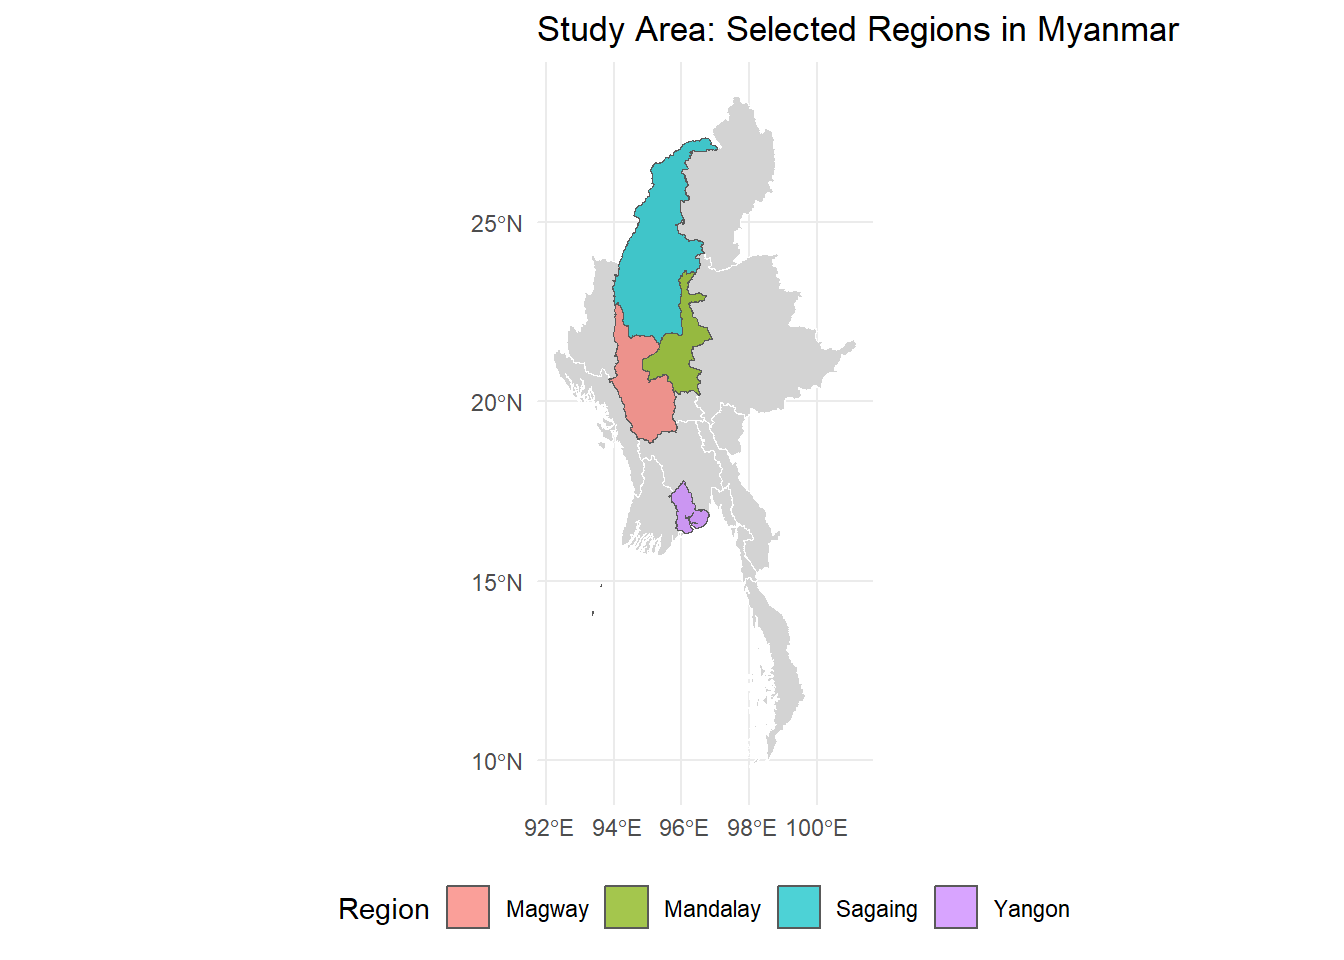 Study Area: Selected Regions in Myanmar
25°N
20°N
15°N
10°N
92°E 94°E 96°E 98°E 100°E
Region Magway Mandalay Sagaing Yangon